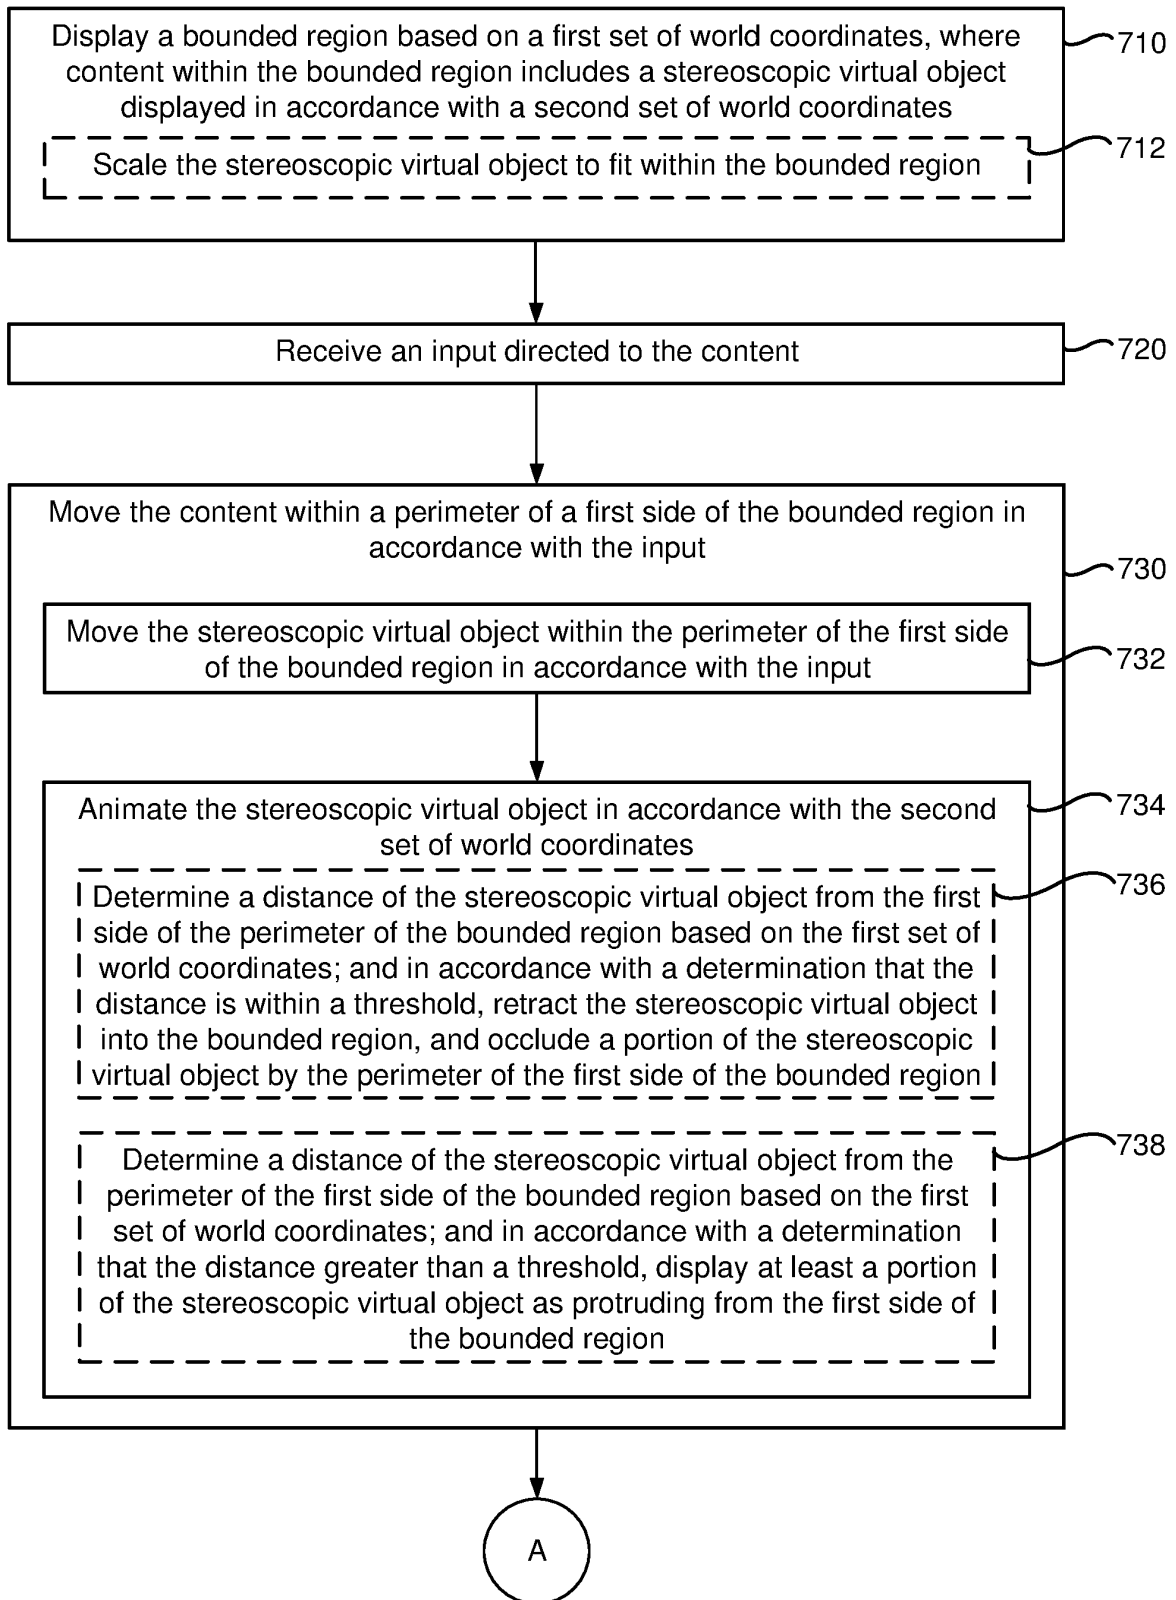 Display a bounded region based on a first set of world coordinates, where
content within the bounded region includes a stereoscopic virtual object
displayed in accordance with a second set of world coordinates
710
Scale the stereoscopic virtual object to fit within the bounded region
712
Receive an input directed to the content
720
Move the content within a perimeter of a first side of the bounded region in
accordance with the input
730
Move the stereoscopic virtual object within the perimeter of the first side
of the bounded region in accordance with the input
732
Animate the stereoscopic virtual object in accordance with the second
set of world coordinates
734
Determine a distance of the stereoscopic virtual object from the first
side of the perimeter of the bounded region based on the first set of
world coordinates; and in accordance with a determination that the
distance is within a threshold, retract the stereoscopic virtual object
into the bounded region, and occlude a portion of the stereoscopic
virtual object by the perimeter of the first side of the bounded region
736
Determine a distance of the stereoscopic virtual object from the
perimeter of the first side of the bounded region based on the first
set of world coordinates; and in accordance with a determination
that the distance greater than a threshold, display at least a portion
of the stereoscopic virtual object as protruding from the first side of
the bounded region
738
A